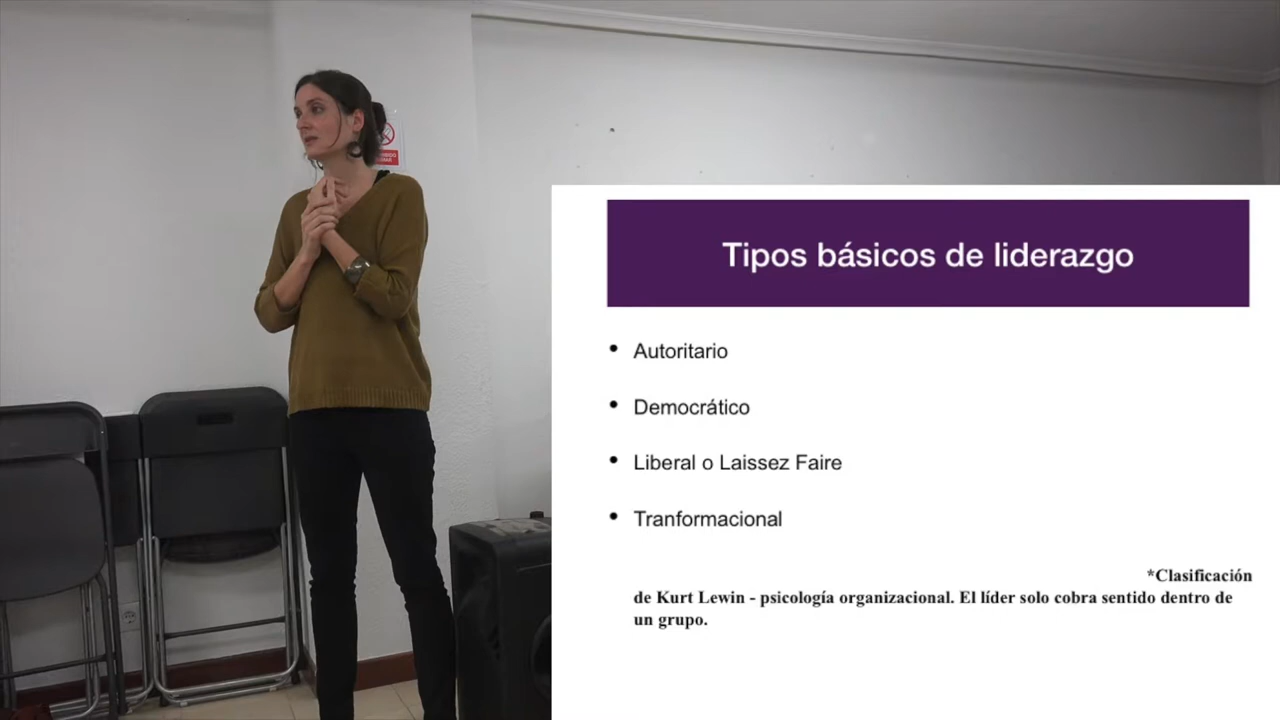 Tipos básicos de liderazgo
• Autoritario
• Democrático
• Liberal o Laissez Faire
• Tranformacional
*Clasificación
de Kurt Lewin - psicología organizacional. El líder solo cobra sentido dentro de
un grupo.